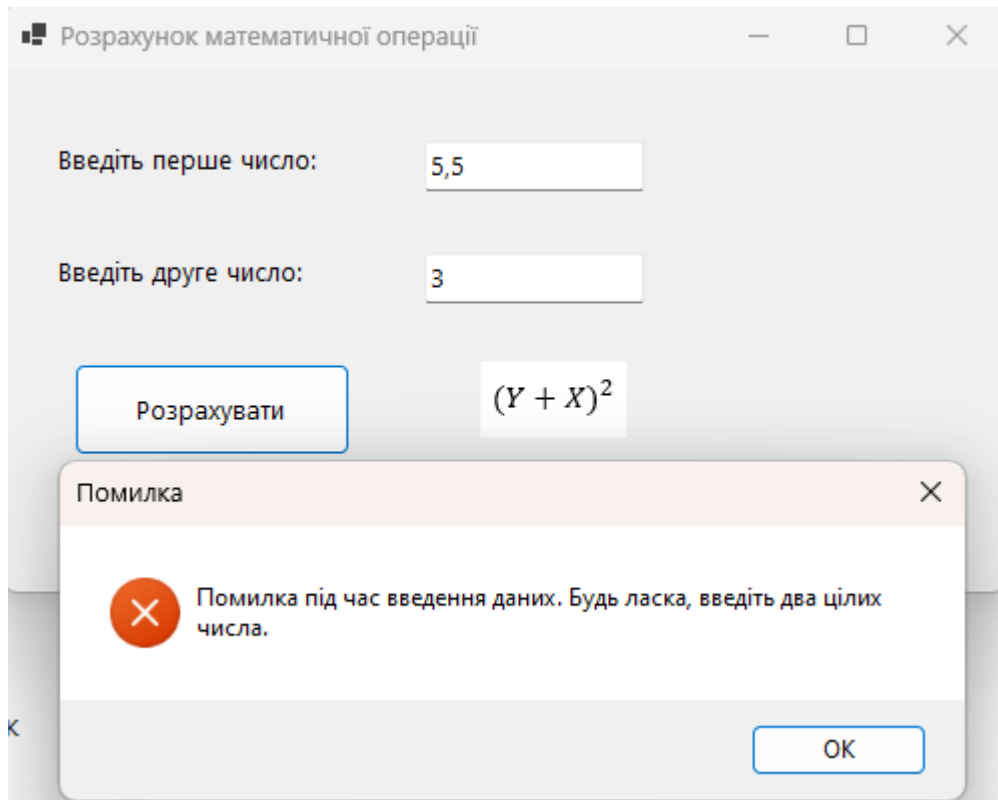 Розрахунок математичної операції
Введіть перше число:
5,5
Введіть друге число:
3
Розрахувати
(Y + X)²
Помилка
Помилка під час введення даних. Будь ласка, введіть два цілих
числа.
к
ОК